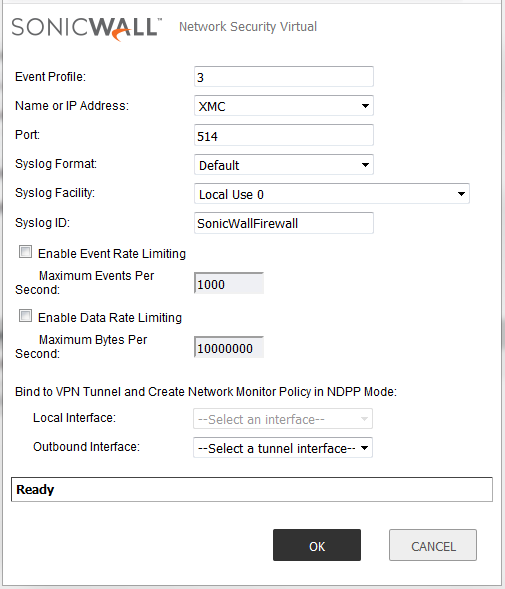 SONICWALL™ Network Security Virtual
Event Profile: 3
Name or IP Address: XMC
Port: 514
Syslog Format: Default
Syslog Facility: Local Use 0
Syslog ID: SonicWallFirewall
Enable Event Rate Limiting
Maximum Events Per
Second: 1000
Enable Data Rate Limiting
Maximum Bytes Per
Second: 10000000
Bind to VPN Tunnel and Create Network Monitor Policy in NDPP Mode:
Local Interface: --Select an interface--
Outbound Interface: --Select a tunnel interface--
Ready
OK CANCEL